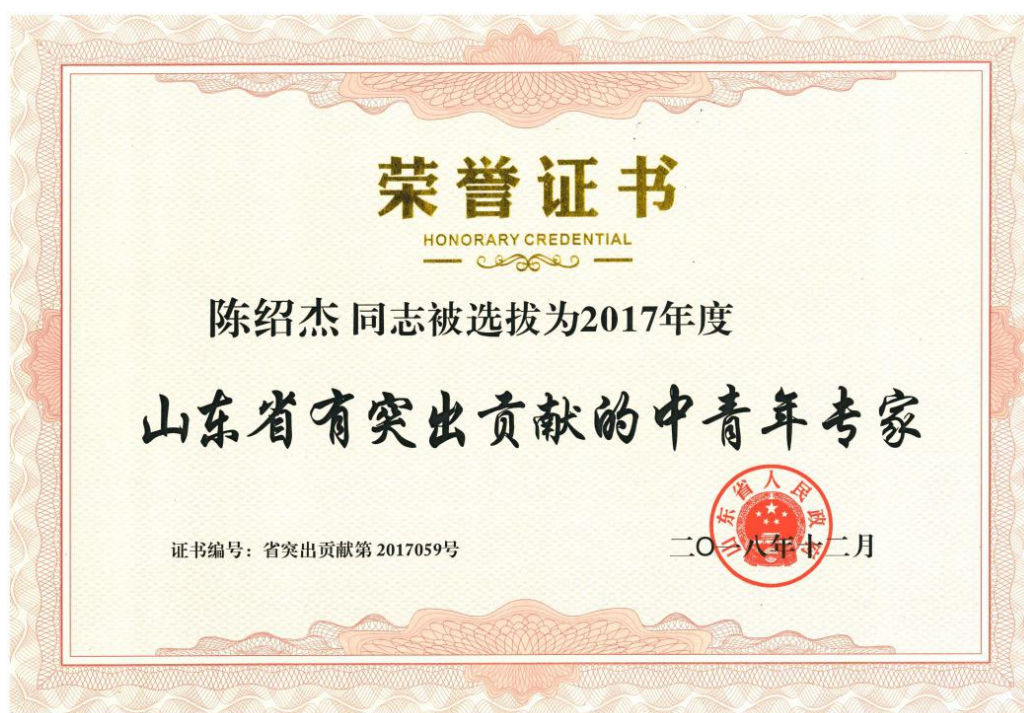 荣誉证书
HONORARY CREDENTIAL
陈绍杰 同志被选拔为2017年度
山东省有突出贡献的中青年专家
山东省人民政府
证书编号：省突出贡献第 2017059号
二〇一八年十二月